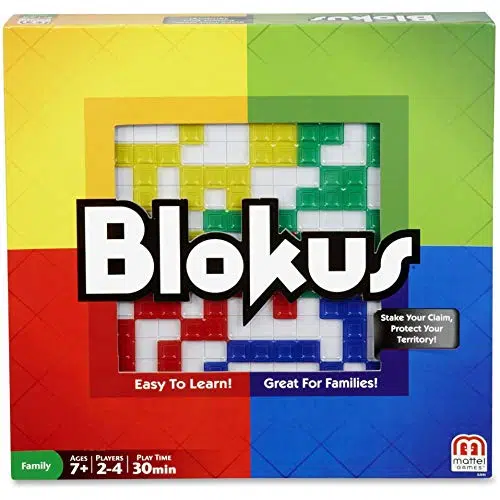 Blokus
Stake Your Claim,
Protect Your
Territory!
Easy To Learn!
Great For Families!
Family
AGES
7+
PLAYERS
2-4
PLAY TIME
30min
mattel
GAMES